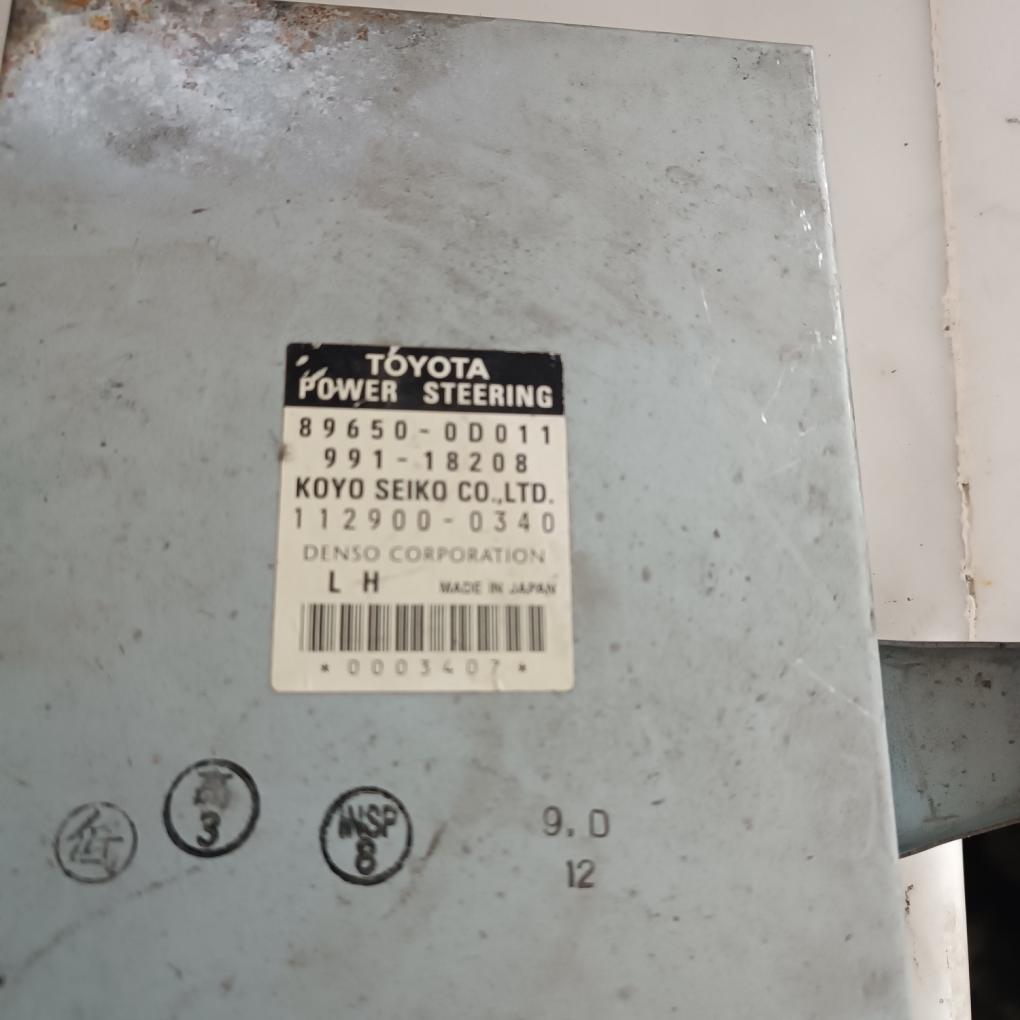 TOYOTA
POWER STEERING
89650-0D011
991-18208
KOYO SEIKO CO.,LTD.
112900-0340
DENSO CORPORATION
LH MADE IN JAPAN
*0003407*
3
INSP
8
9.0
12